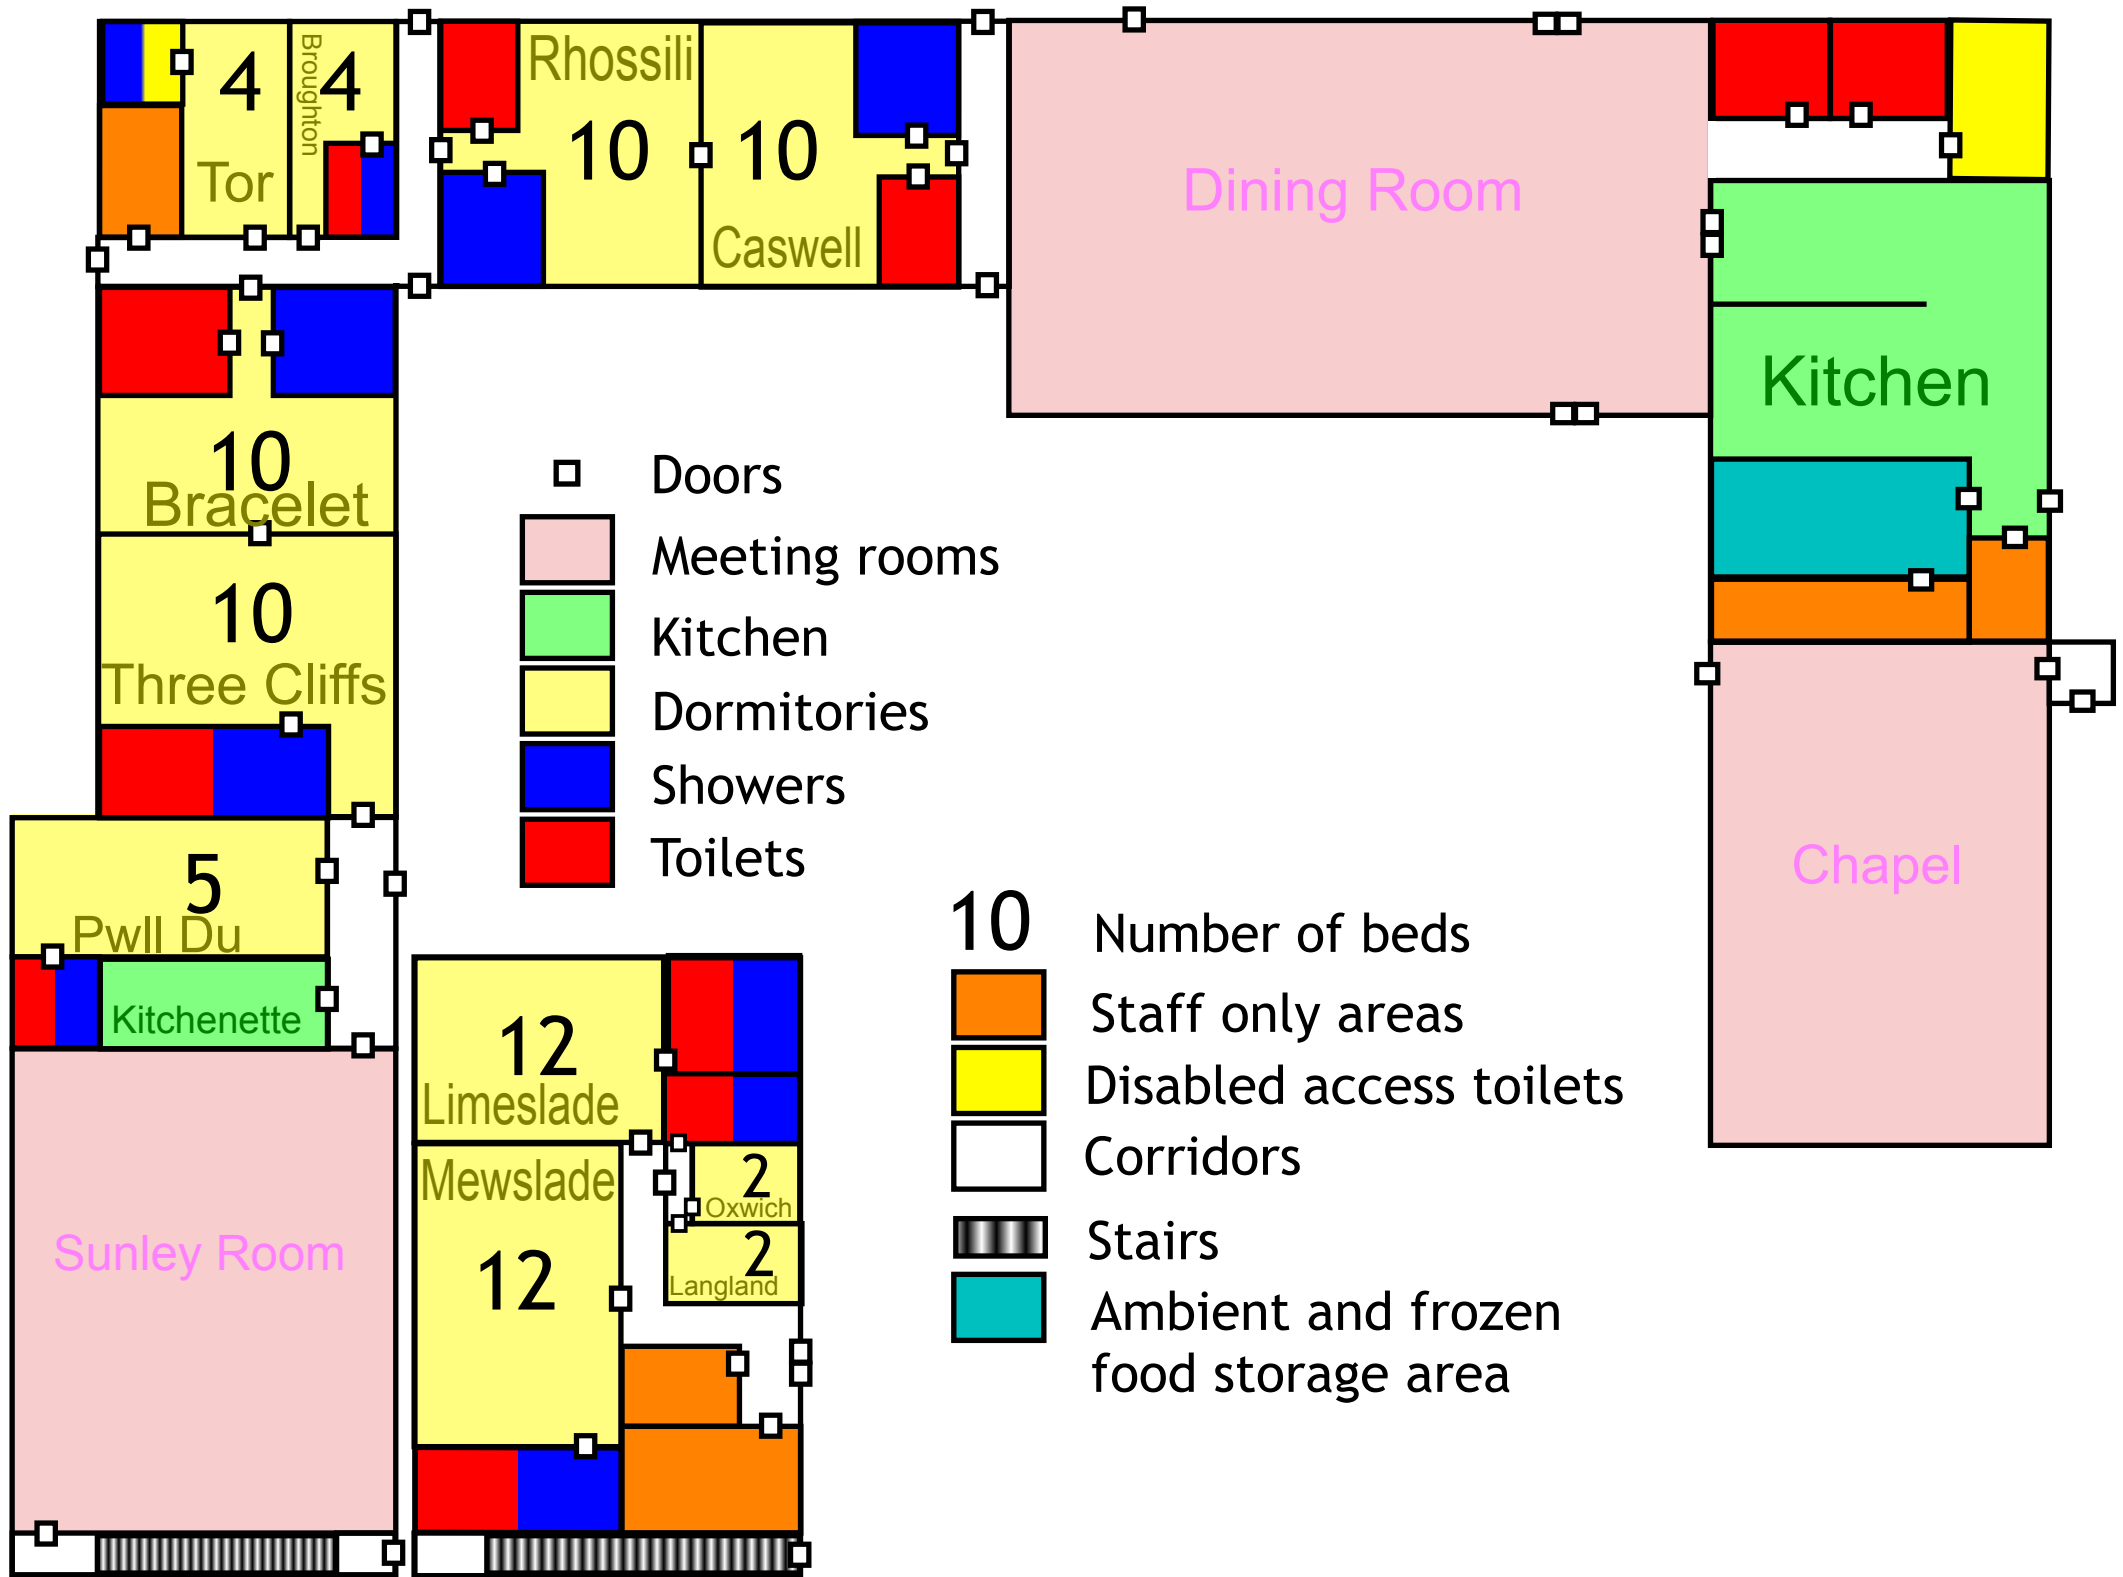 Rhossili
Broughton
4
4
10
10
Tor
Caswell
Dining Room
Kitchen
10
Bracelet
10
Three Cliffs
5
Pwll Du
Kitchenette
Sunley Room
12
Limeslade
Mewslade
12
2
Oxwich
2
Langland
Chapel
Doors
Meeting rooms
Kitchen
Dormitories
Showers
Toilets
10 Number of beds
Staff only areas
Disabled access toilets
Corridors
Stairs
Ambient and frozen
food storage area